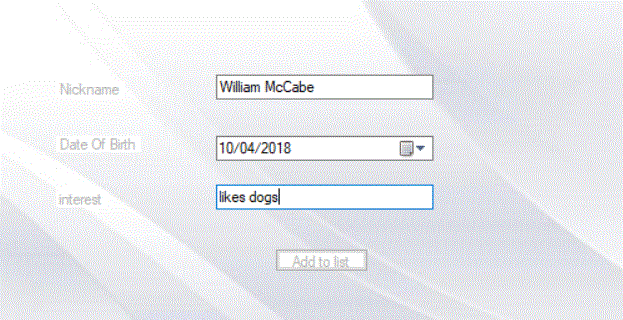 Nickname William McCabe
Date Of Birth 10/04/2018
interest likes dogs
Add to list